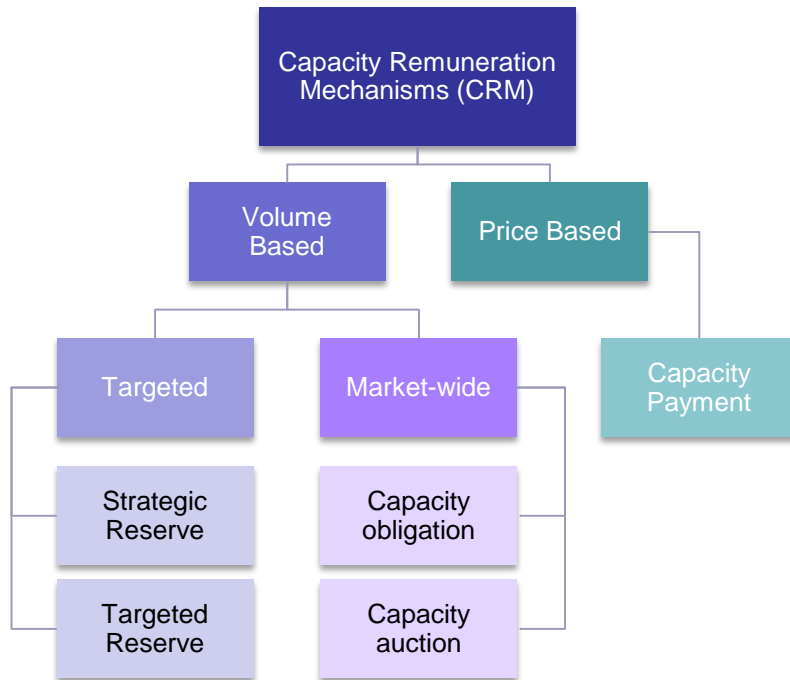 Capacity Remuneration
Mechanisms (CRM)
Volume
Based
Price Based
Targeted
Market-wide
Capacity
Payment
Strategic
Reserve
Capacity
obligation
Targeted
Reserve
Capacity
auction